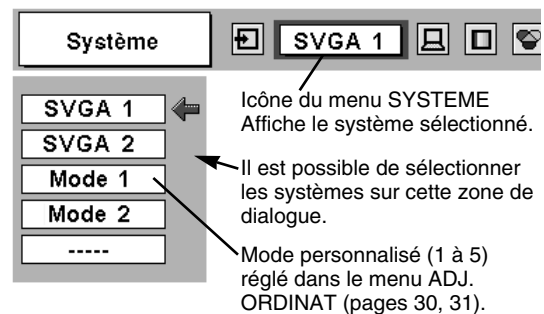 Système
SVGA 1
SVGA 1
SVGA 2
Mode 1
Mode 2
-----
Icône du menu SYSTEME
Affiche le système sélectionné.
Il est possible de sélectionner
les systèmes sur cette zone de
dialogue.
Mode personnalisé (1 à 5)
réglé dans le menu ADJ.
ORDINAT (pages 30, 31).